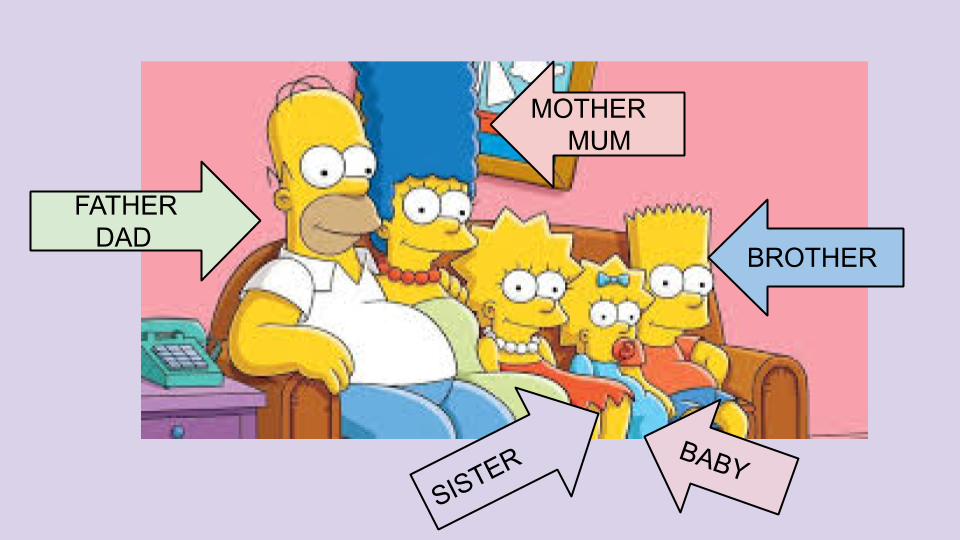 MOTHER
MUM
FATHER
DAD
BROTHER
SISTER
BABY